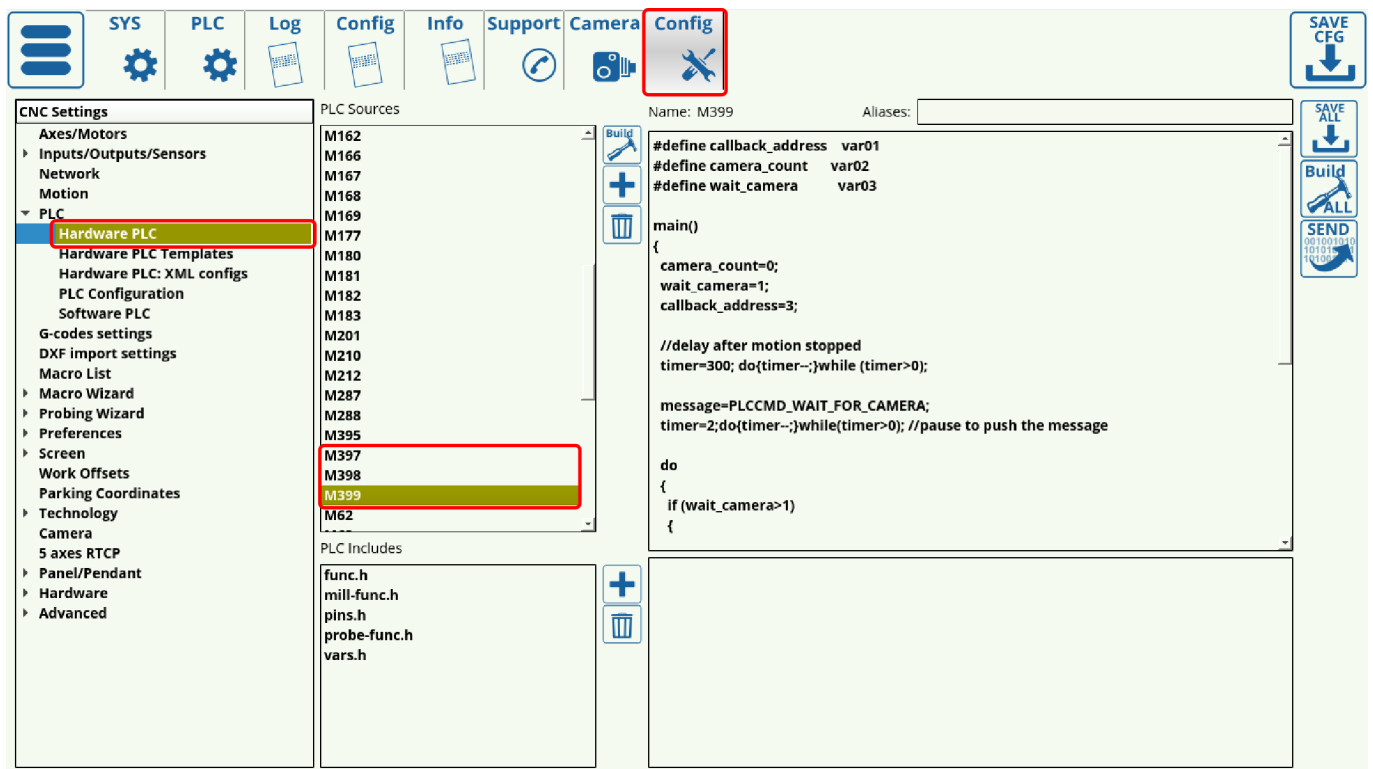 SYS
PLC
Log
Config
Info
Support
Camera
Config
SAVE
CFG
CNC Settings
Axes/Motors
Inputs/Outputs/Sensors
Network
Motion
PLC
Hardware PLC
Hardware PLC Templates
Hardware PLC: XML configs
PLC Configuration
Software PLC
G-codes settings
DXF import settings
Macro List
Macro Wizard
Probing Wizard
Preferences
Screen
Work Offsets
Parking Coordinates
Technology
Camera
5 axes RTCP
Panel/Pendant
Hardware
Advanced
PLC Sources
M162
M166
M167
M168
M169
M177
M180
M181
M182
M183
M201
M210
M212
M287
M288
M395
M397
M398
M399
M62
Build
PLC Includes
func.h
mill-func.h
pins.h
probe-func.h
vars.h
Name: M399
Aliases:
#define callback_address var01
#define camera_count var02
#define wait_camera var03
main()
{
camera_count=0;
wait_camera=1;
callback_address=3;
//delay after motion stopped
timer=300; do{timer--;}while (timer>0);
message=PLCCMD_WAIT_FOR_CAMERA;
timer=2;do{timer--;}while(timer>0); //pause to push the message
do
{
if (wait_camera>1)
{
SAVE
ALL
Build
ALL
SEND